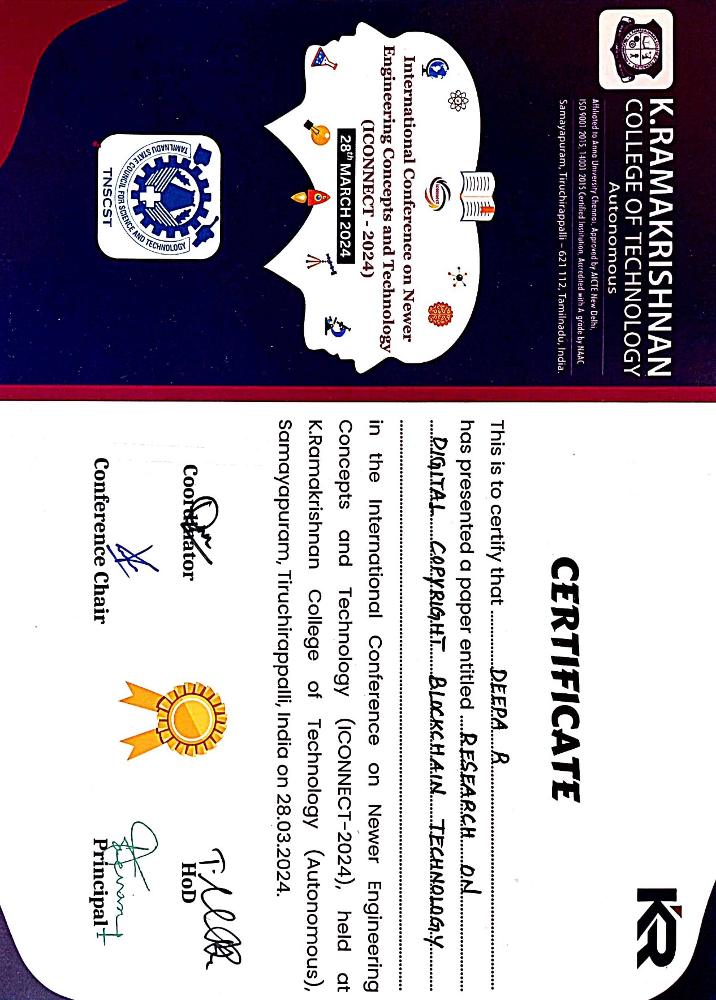 K.RAMAKRISHNAN
COLLEGE OF TECHNOLOGY
Autonomous
Affiliated to Anna University Chennai, Approved by AICTE New Delhi,
ISO 9001:2015, 14001 2015 Certified Institution, Accredited with A grade by NAAC
Samayapuram, Tiruchirappalli – 621 112, Tamilnadu, India.
iconnect
International Conference on Newer
Engineering Concepts and Technology
(ICONNECT - 2024)
28th MARCH 2024
TAMILNADU STATE COUNCIL FOR SCIENCE AND TECHNOLOGY
TNSCST
KR
CERTIFICATE
This is to certify that DEEPA R
has presented a paper entitled RESEARCH ON
DIGITAL COPYRIGHT BLOCKCHAIN TECHNOLOGY
in the International Conference on Newer Engineering
Concepts and Technology (ICONNECT-2024), held at
K.Ramakrishnan College of Technology (Autonomous),
Samayapuram, Tiruchirappalli, India on 28.03.2024.
Coordinator
HoD
Conference Chair
Principal